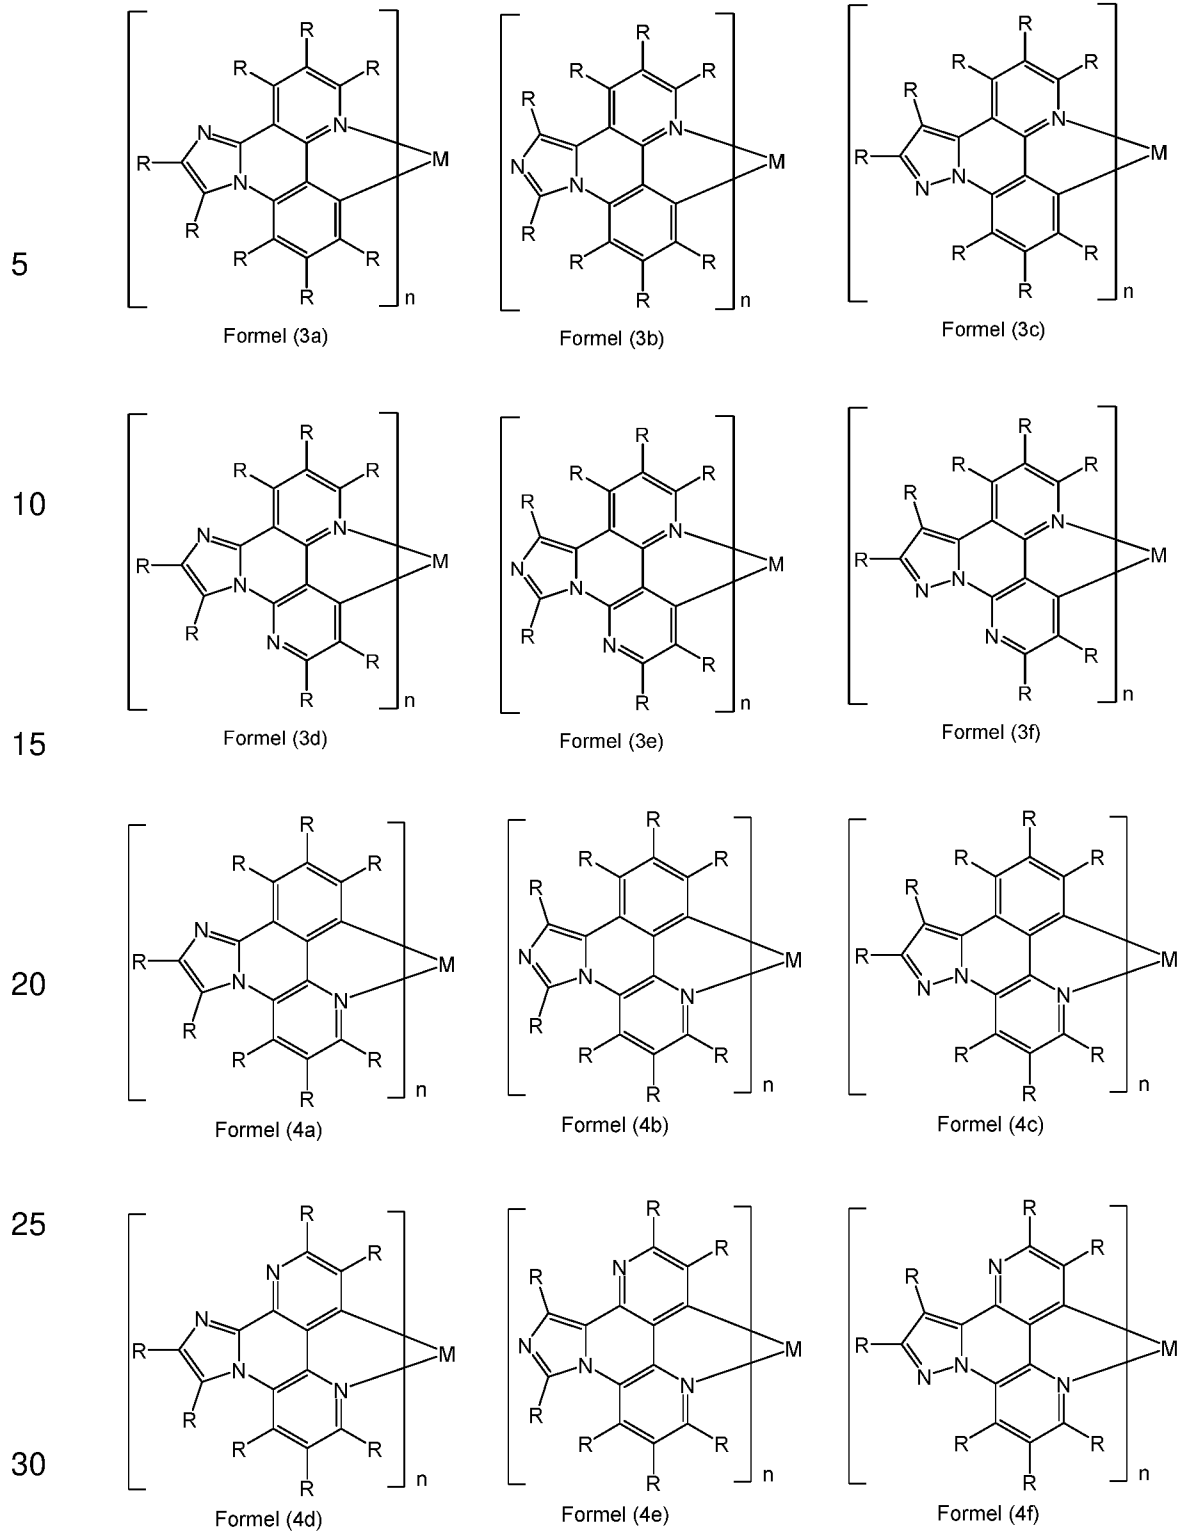 5
Formel (3a) Formel (3b) Formel (3c)
10
15
Formel (3d) Formel (3e) Formel (3f)
20
Formel (4a) Formel (4b) Formel (4c)
25
30
Formel (4d) Formel (4e) Formel (4f)